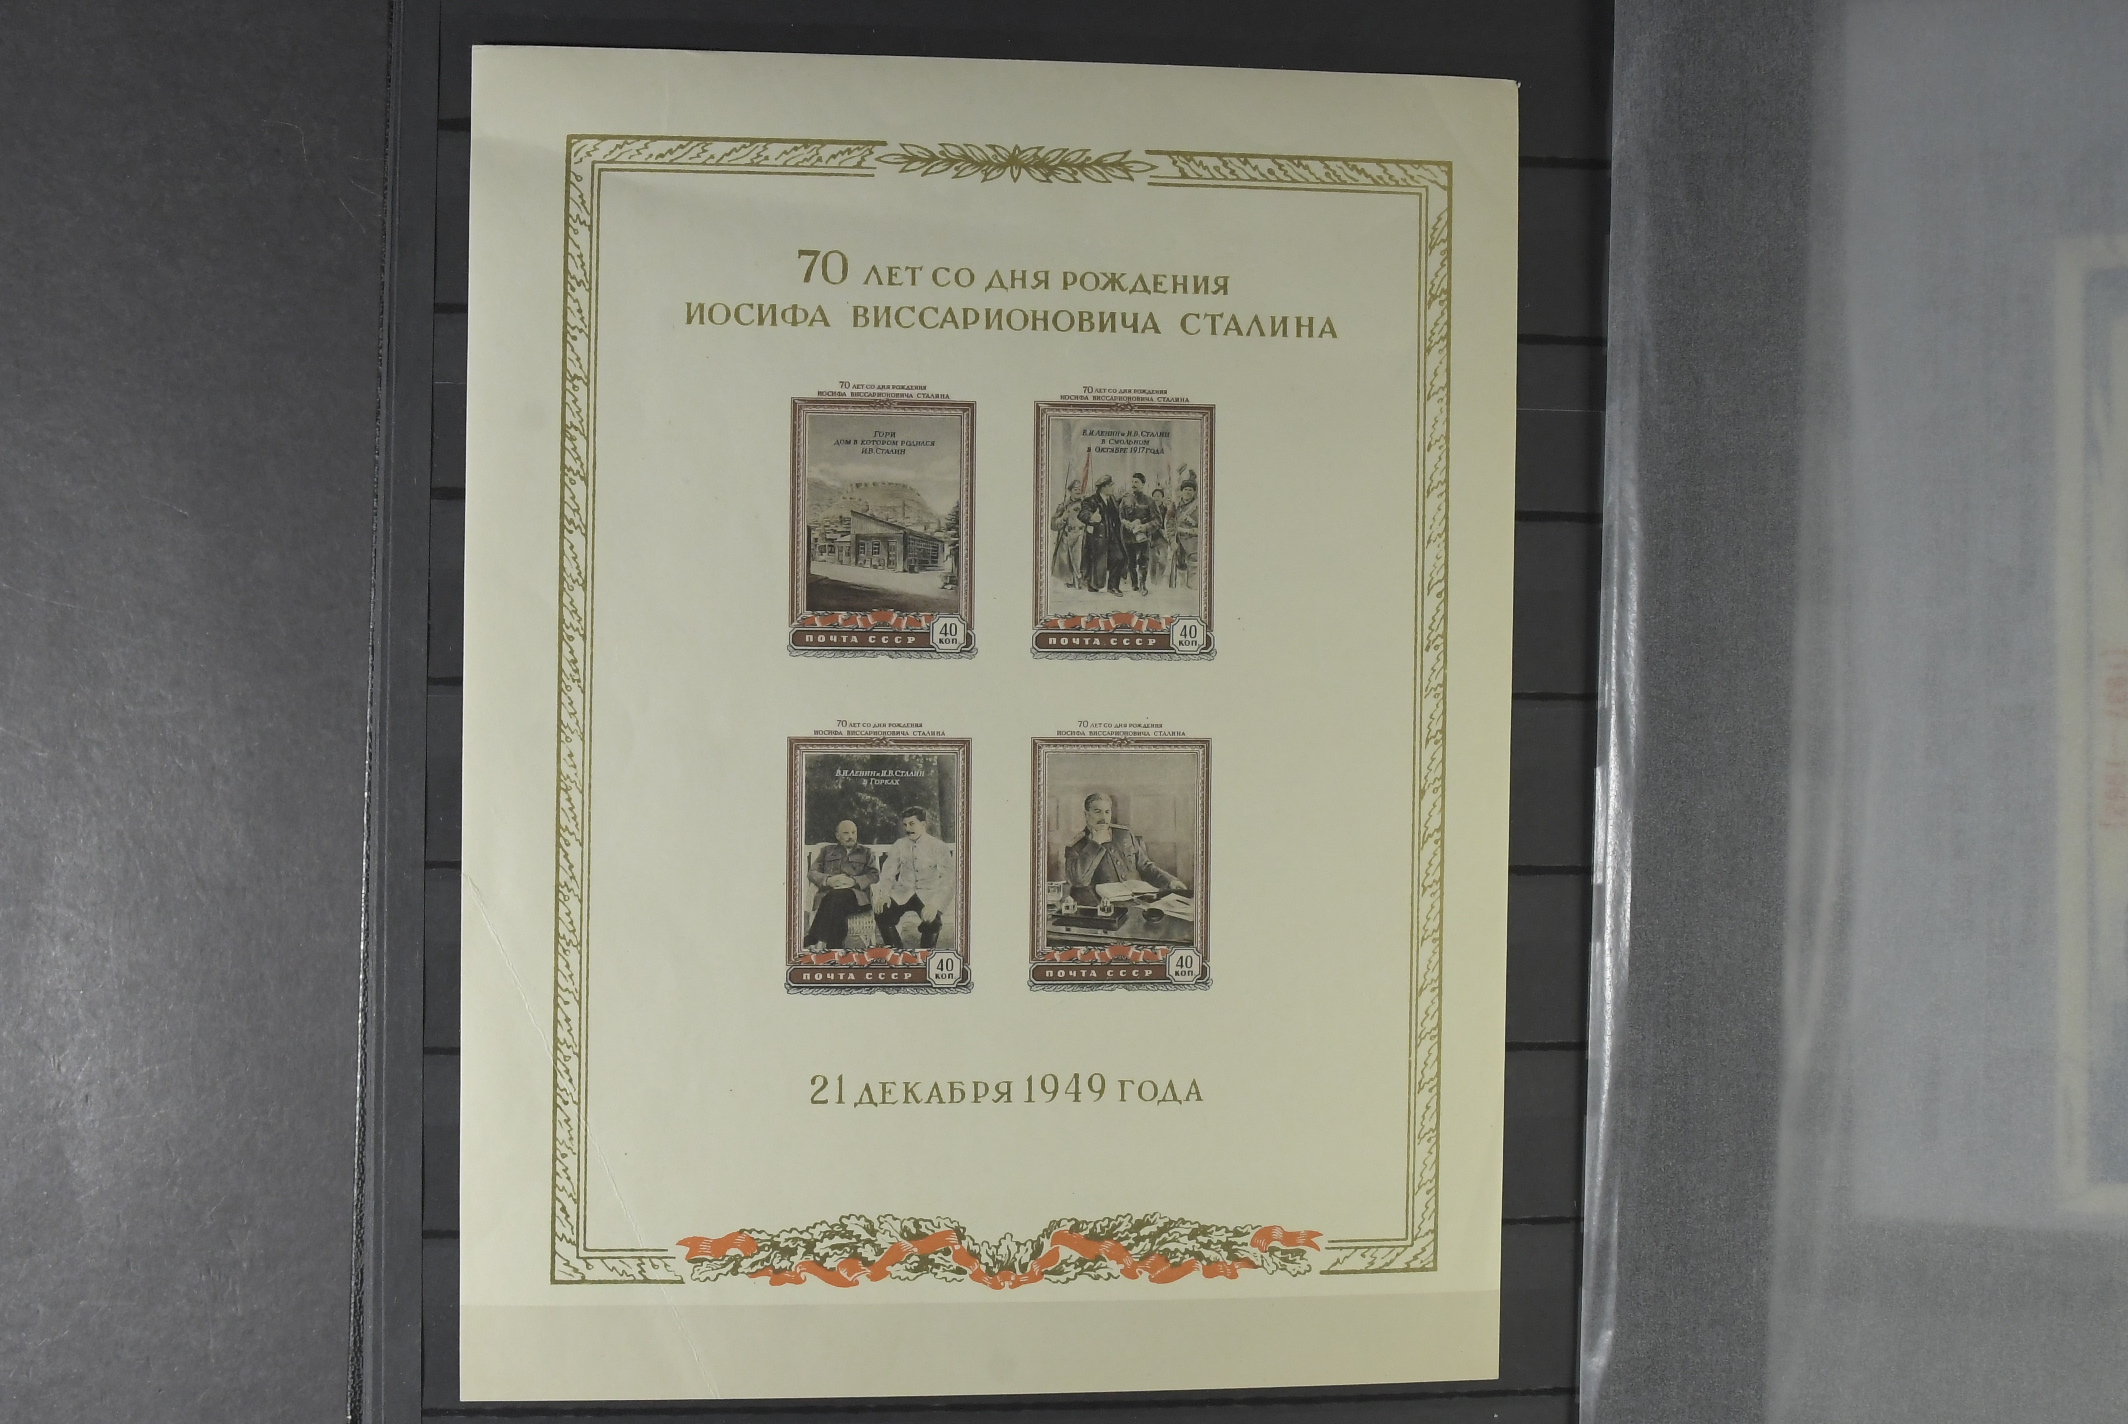 70 ЛЕТ СО ДНЯ РОЖДЕНИЯ
ИОСИФА ВИССАРИОНОВИЧА СТАЛИНА
70 ЛЕТ СО ДНЯ РОЖДЕНИЯ
ИОСИФА ВИССАРИОНОВИЧА СТАЛИНА
ГОРИ
ДОМ В КОТОРОМ РОДИЛСЯ
И.В. СТАЛИН
ПОЧТА СССР
40
КОП
70 ЛЕТ СО ДНЯ РОЖДЕНИЯ
ИОСИФА ВИССАРИОНОВИЧА СТАЛИНА
В.И. ЛЕНИН и И.В. СТАЛИН
В СМОЛЬНОМ
В ОКТЯБРЕ 1917 ГОДА
ПОЧТА СССР
40
КОП
70 ЛЕТ СО ДНЯ РОЖДЕНИЯ
ИОСИФА ВИССАРИОНОВИЧА СТАЛИНА
В.И. ЛЕНИН и И.В. СТАЛИН
В ГОРКАХ
ПОЧТА СССР
40
КОП
70 ЛЕТ СО ДНЯ РОЖДЕНИЯ
ИОСИФА ВИССАРИОНОВИЧА СТАЛИНА
ПОЧТА СССР
40
КОП
21 ДЕКАБРЯ 1949 ГОДА